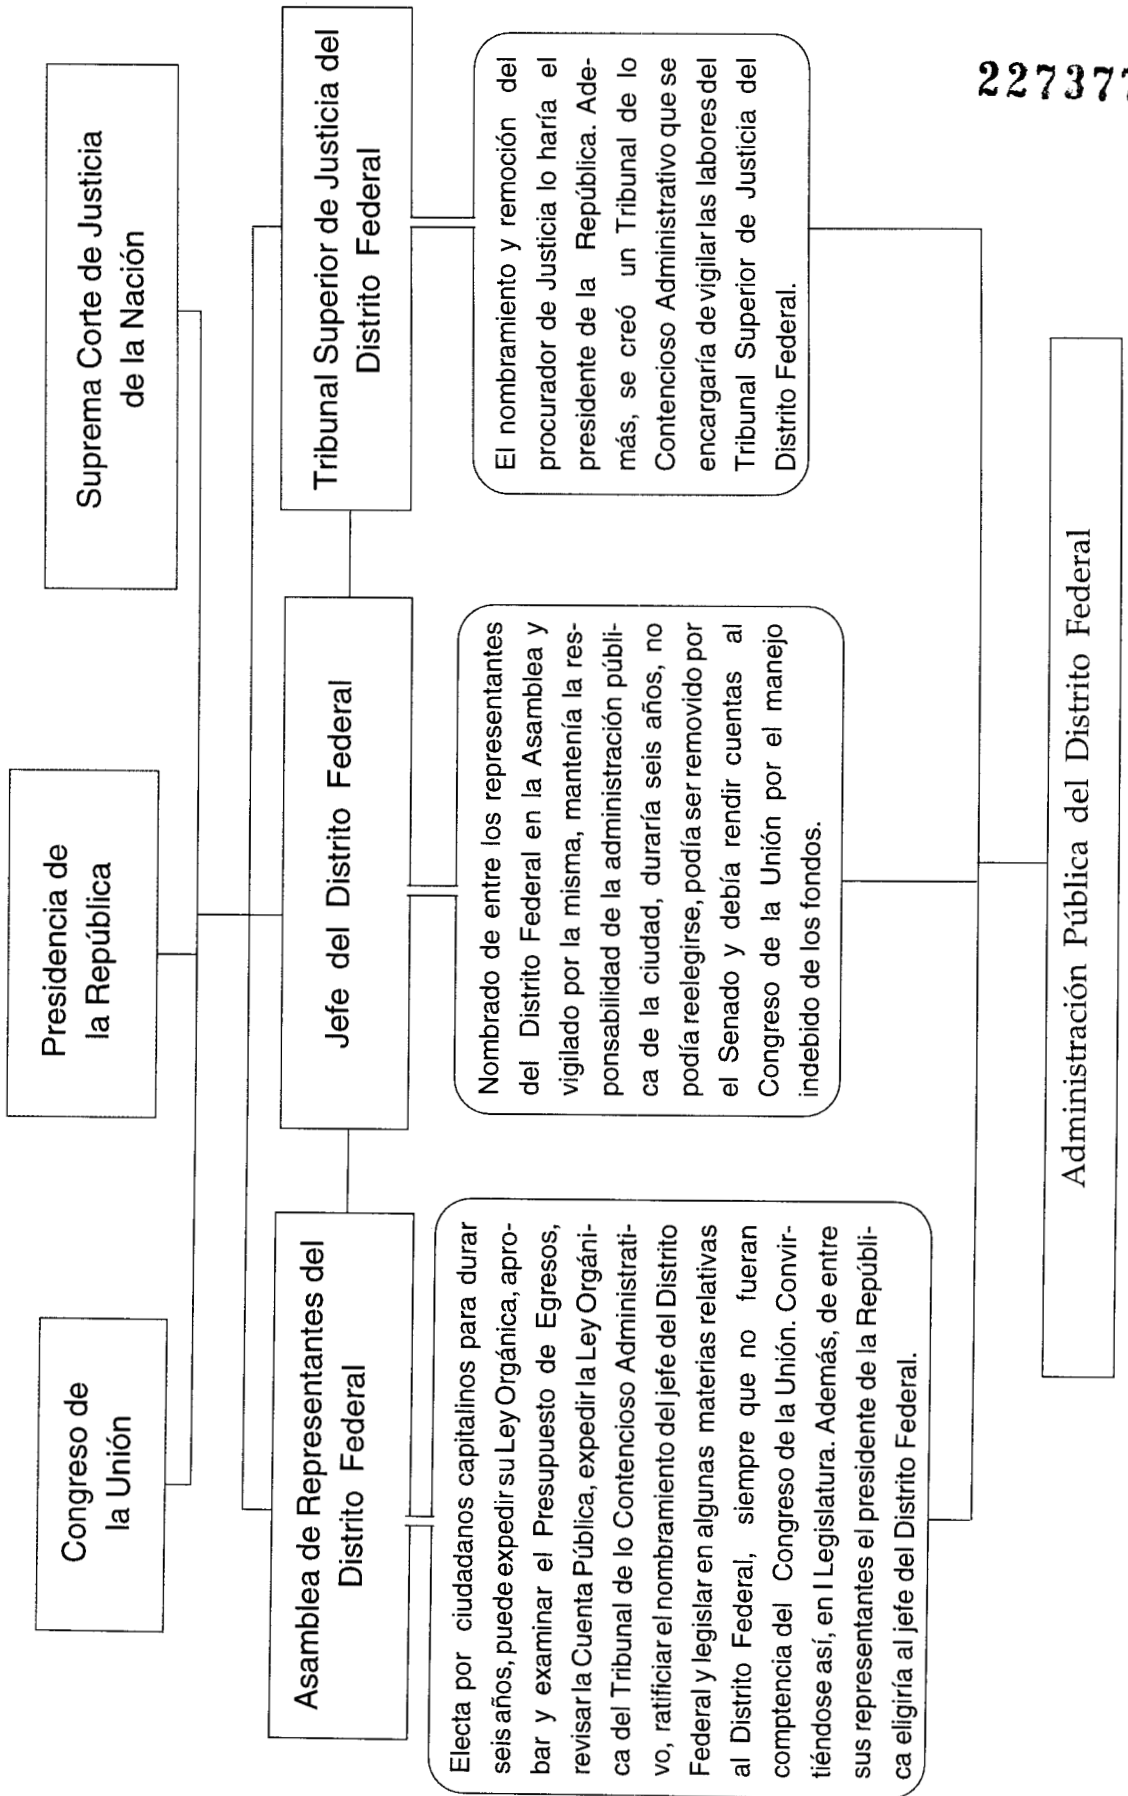 Congreso de
la Unión
Presidencia de
la República
Suprema Corte de Justicia
de la Nación
Asamblea de Representantes del
Distrito Federal
Jefe del Distrito Federal
Tribunal Superior de Justicia del
Distrito Federal
Electa por ciudadanos capitalinos para durar
seis años, puede expedir su Ley Orgánica, apro-
bar y examinar el Presupuesto de Egresos,
revisar la Cuenta Pública, expedir la Ley Orgáni-
ca del Tribunal de lo Contencioso Administrati-
vo, ratificiar el nombramiento del jefe del Distrito
Federal y legislar en algunas materias relativas
al Distrito Federal, siempre que no fueran
comptencia del Congreso de la Unión. Convir-
tiéndose así, en I Legislatura. Además, de entre
sus representantes el presidente de la Repúbli-
ca eligiría al jefe del Distrito Federal.
Nombrado de entre los representantes
del Distrito Federal en la Asamblea y
vigilado por la misma, mantenía la res-
ponsabilidad de la administración públi-
ca de la ciudad, duraría seis años, no
podía reelegirse, podía ser removido por
el Senado y debía rendir cuentas al
Congreso de la Unión por el manejo
indebido de los fondos.
El nombramiento y remoción del
procurador de Justicia lo haría el
presidente de la República. Ade-
más, se creó un Tribunal de lo
Contencioso Administrativo que se
encargaría de vigilar las labores del
Tribunal Superior de Justicia del
Distrito Federal.
Administración Pública del Distrito Federal
227377